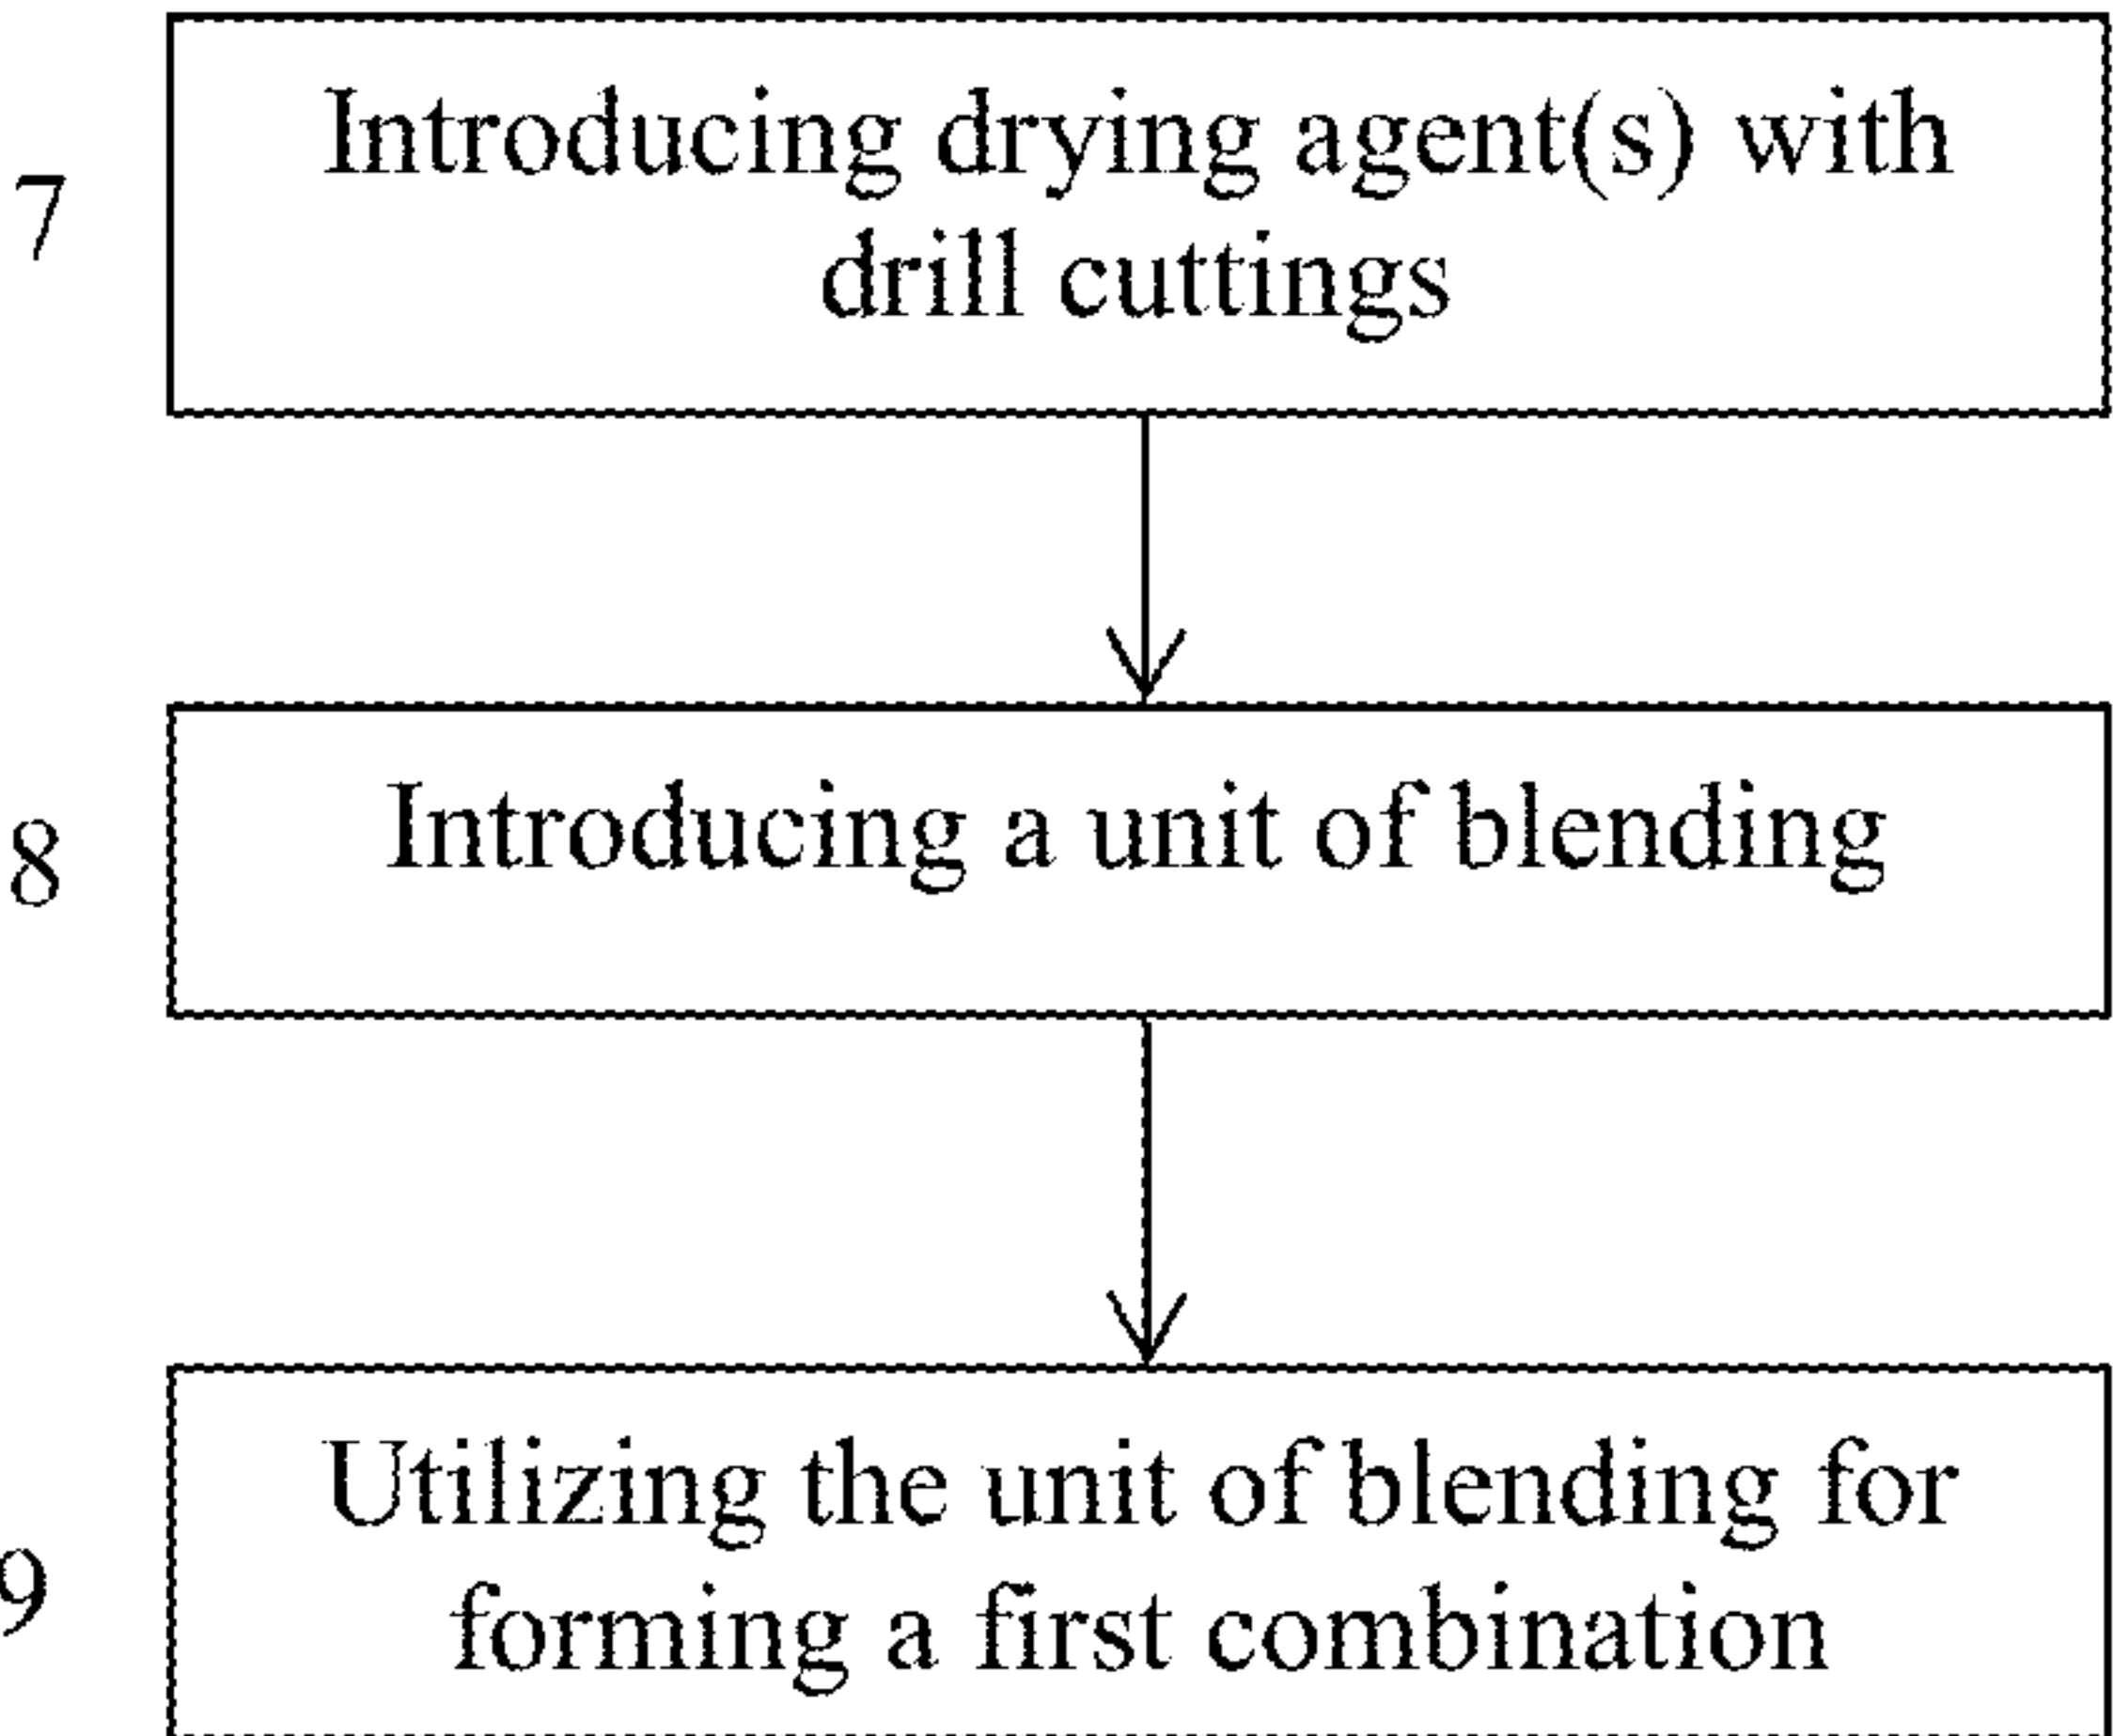 7
Introducing drying agent(s) with
drill cuttings
8
Introducing a unit of blending
9
Utilizing the unit of blending for
forming a first combination